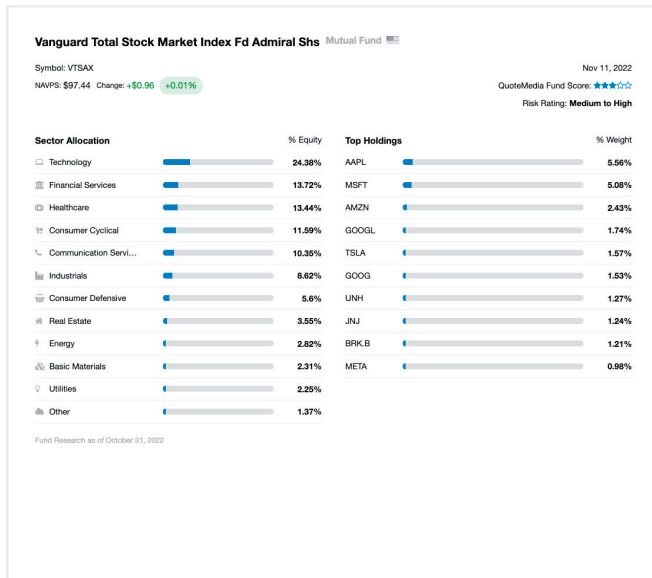 Vanguard Total Stock Market Index Fd Admiral Shs Mutual Fund
Symbol: VTSAX
Nov 11, 2022
NAVPS: $97.44 Change: +$0.96 +0.01%
QuoteMedia Fund Score:
Risk Rating: Medium to High
Sector Allocation % Equity
Technology 24.38%
Financial Services 13.72%
Healthcare 13.44%
Consumer Cyclical 11.59%
Communication Servi... 10.35%
Industrials 8.62%
Consumer Defensive 5.6%
Real Estate 3.55%
Energy 2.82%
Basic Materials 2.31%
Utilities 2.25%
Other 1.37%
Top Holdings % Weight
AAPL 5.56%
MSFT 5.08%
AMZN 2.43%
GOOGL 1.74%
TSLA 1.57%
GOOG 1.53%
UNH 1.27%
JNJ 1.24%
BRK.B 1.21%
META 0.98%
Fund Research as of October 31, 2022